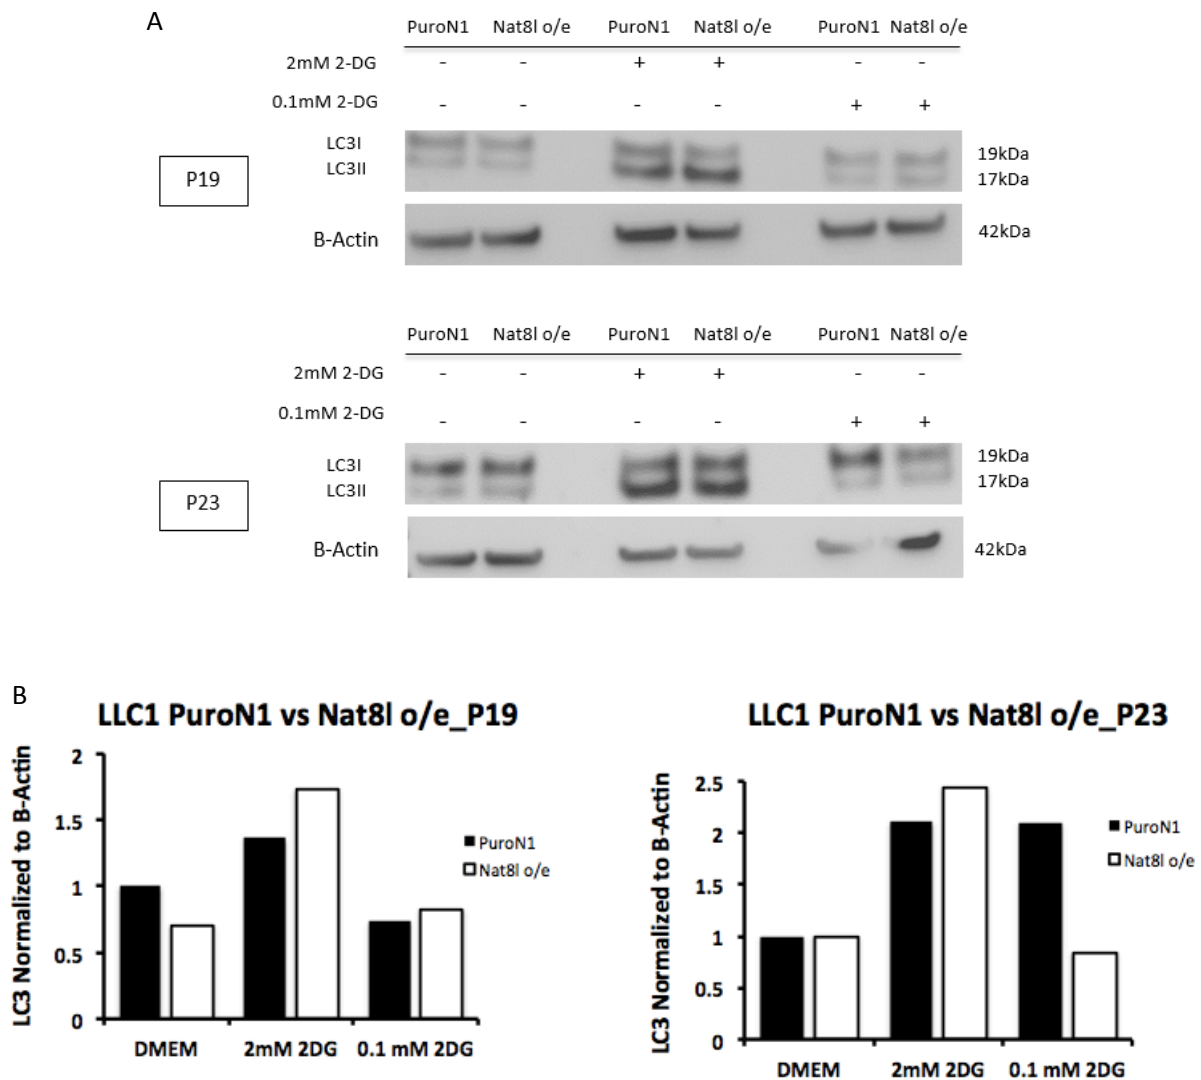 A
PuroN1 Nat8l o/e PuroN1 Nat8l o/e PuroN1 Nat8l o/e
2mM 2-DG - - + + - -
0.1mM 2-DG - - - - + +
LC3I
LC3II
19kDa
17kDa
P19
B-Actin
42kDa
PuroN1 Nat8l o/e PuroN1 Nat8l o/e PuroN1 Nat8l o/e
2mM 2-DG - - + + - -
0.1mM 2-DG - - - - + +
LC3I
LC3II
19kDa
17kDa
P23
B-Actin
42kDa
B
LLC1 PuroN1 vs Nat8l o/e_P19
LC3 Normalized to B-Actin
2
1.5
1
0.5
0
DMEM 2mM 2DG 0.1 mM 2DG
PuroN1
Nat8l o/e
LLC1 PuroN1 vs Nat8l o/e_P23
LC3 Normalized to B-Actin
2.5
2
1.5
1
0.5
0
DMEM 2mM 2DG 0.1 mM 2DG
PuroN1
Nat8l o/e